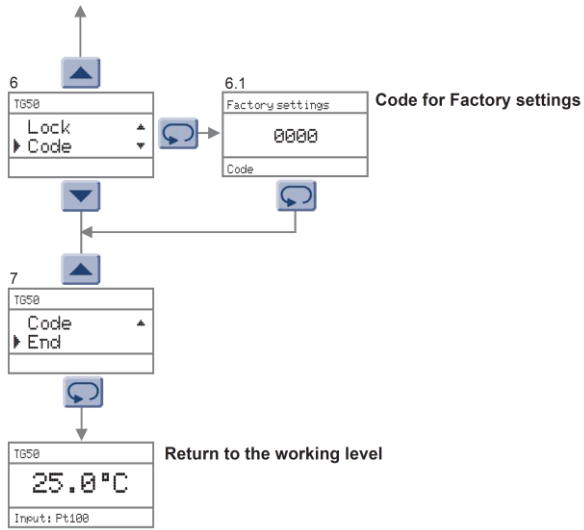 6
TG50
Lock
Code
6.1
Factory settings
0000
Code
Code for Factory settings
7
TG50
Code
End
TG50
25.0°C
Input: Pt100
Return to the working level